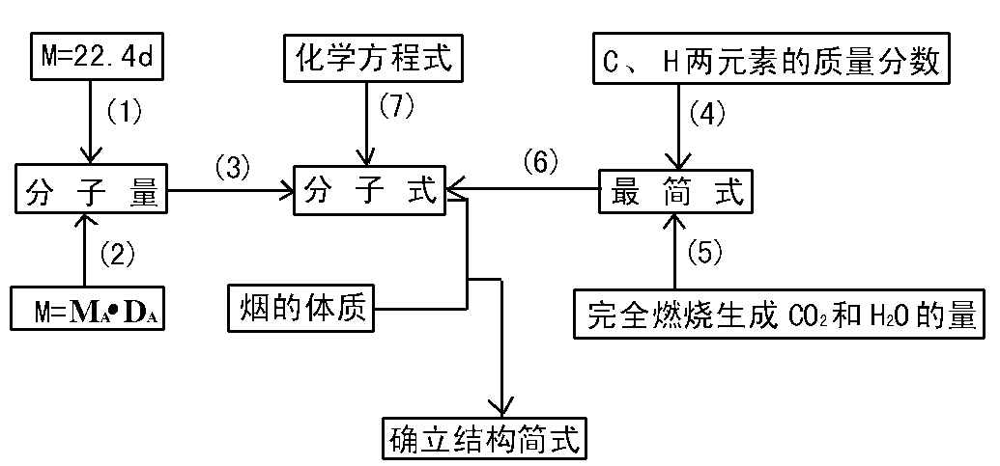 M=22.4d
化学方程式
C、H两元素的质量分数
(1)
(7)
(4)
分子量
(3)
分子式
(6)
最简式
(2)
(5)
M=MA•DA
烟的体质
完全燃烧生成CO2和H2O的量
确立结构简式